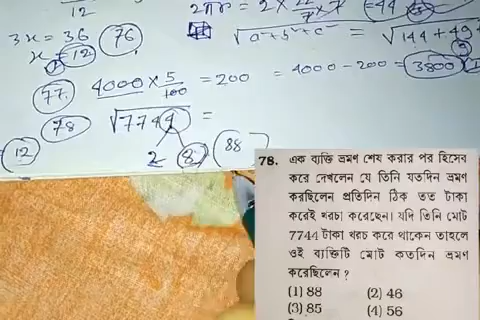 12
2πr = 2 × 22/7 × 7 = 44
3x = 36
x = 12
76
√a²+b²+c² = √144 + 49
77. 4000 × 5/100 = 200 = 4000 - 200 = 3800
78 √7744 =
12
2 8 88
78. এক ব্যক্তি ভ্রমণ শেষ করার পর হিসেব
করে দেখলেন যে তিনি যতদিন ভ্রমণ
করছিলেন প্রতিদিন ঠিক তত টাকা
করেই খরচা করেছেন। যদি তিনি মোট
7744 টাকা খরচ করে থাকেন তাহলে
ওই ব্যক্তিটি মোট কতদিন ভ্রমণ
করেছিলেন ?
(1) 88 (2) 46
(3) 85 (4) 56